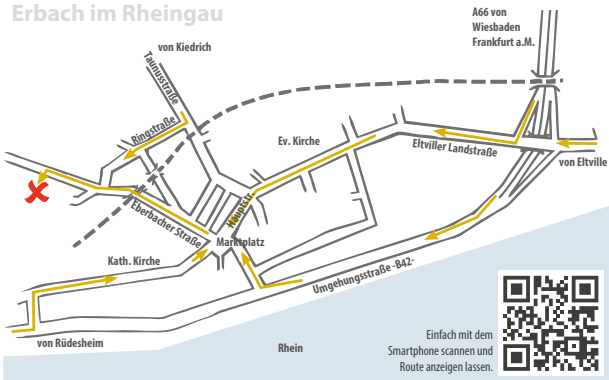 Erbach im Rheingau
A66 von
Wiesbaden
Frankfurt a.M.
von Kiedrich
Taunusstraße
Ringstraße
Ev. Kirche
Eltviller Landstraße
von Eltville
Hauptstr.
Eberbacher Straße
Marktplatz
Kath. Kirche
Umgehungsstraße -B42-
von Rüdesheim
Rhein
Einfach mit dem
Smartphone scannen und
Route anzeigen lassen.